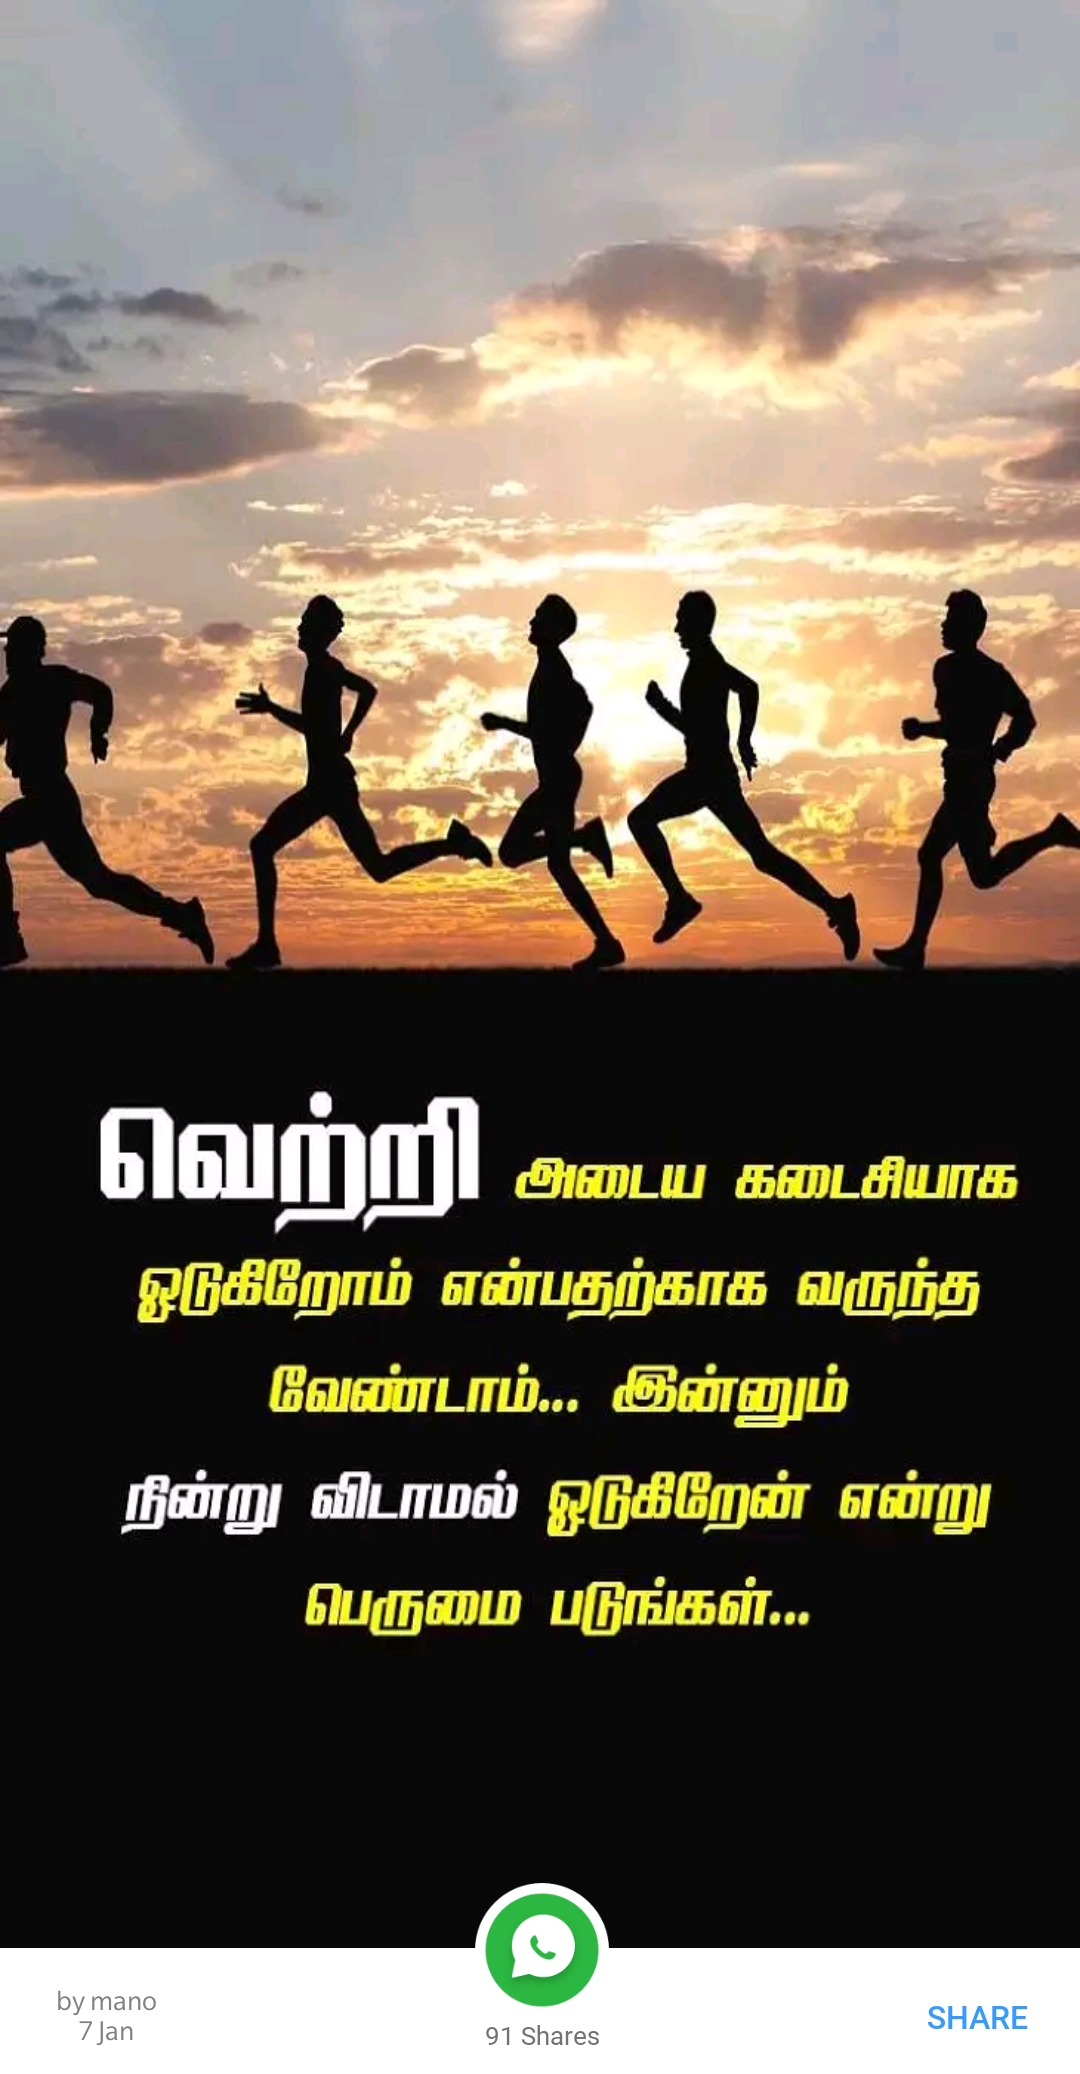 வெற்றி அடைய கடைசியாக
ஓடுகிறோம் என்பதற்காக வருந்த
வேண்டாம்... இன்னும்
நின்று விடாமல் ஓடுகிறேன் என்று
பெருமை படுங்கள்...
by mano
7 Jan
91 Shares
SHARE